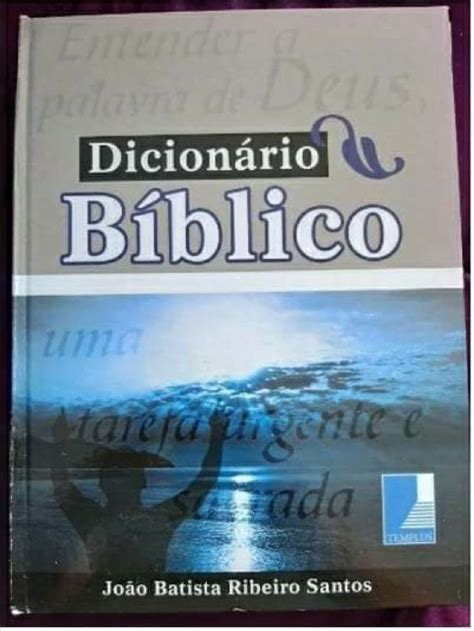 Entender a
palavra de Deus,
Dicionário
Bíblico
uma
tarefa urgente e
sagrada
TEMPLUS
João Batista Ribeiro Santos